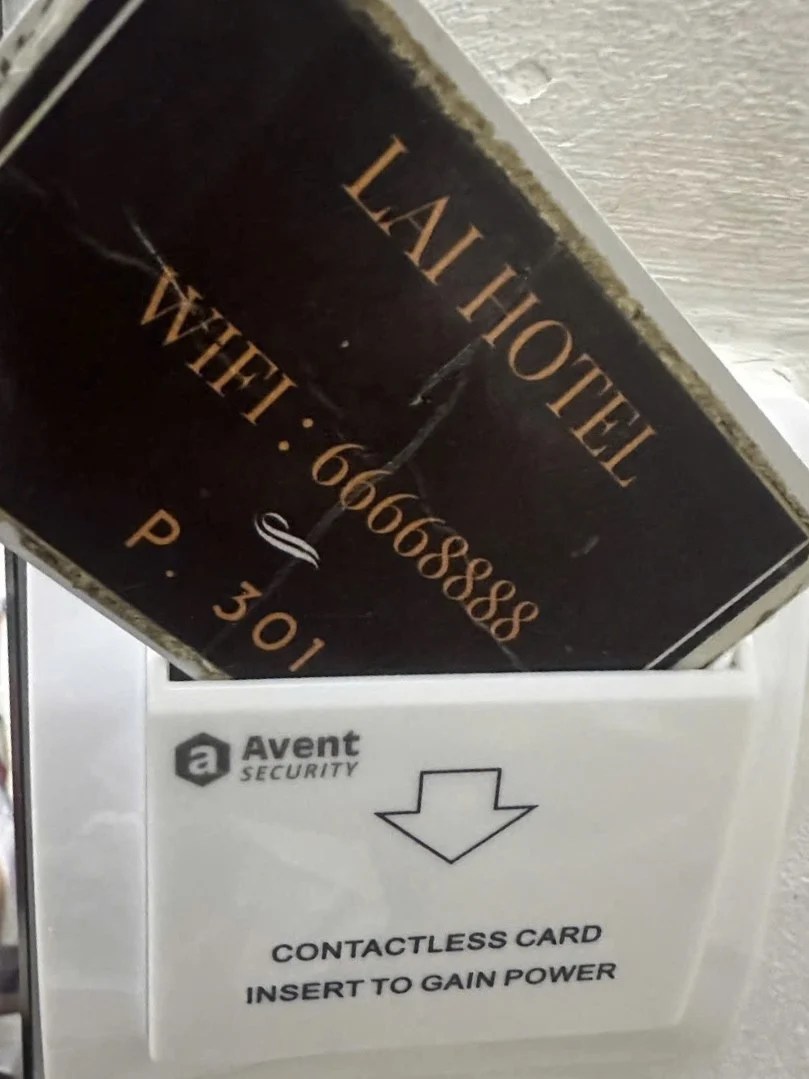 LAI HOTEL
WIFI : 66668888
P. 301
a Avent
SECURITY
CONTACTLESS CARD
INSERT TO GAIN POWER